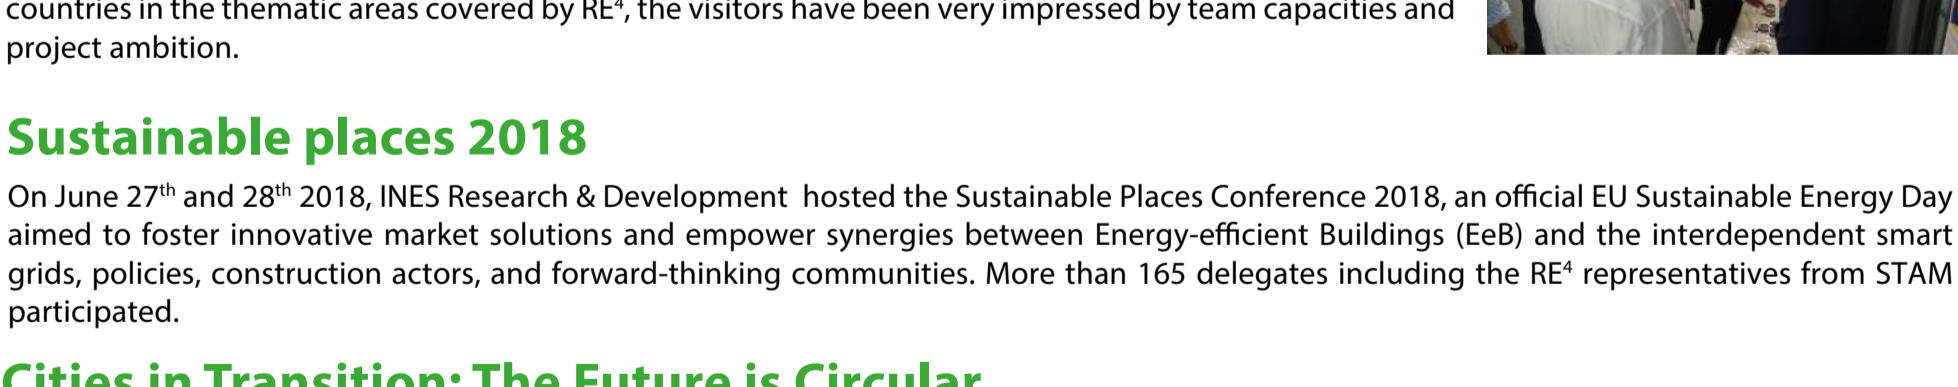 countries in the thematic areas covered by RE⁴, the visitors have been very impressed by team capacities and
project ambition.
Sustainable places 2018
On June 27th and 28th 2018, INES Research & Development  hosted the Sustainable Places Conference 2018, an official EU Sustainable Energy Day
aimed to foster innovative market solutions and empower synergies between Energy-efficient Buildings (EeB) and the interdependent smart
grids, policies, construction actors, and forward-thinking communities. More than 165 delegates including the RE⁴ representatives from STAM
participated.
Cities in Transition: The Future is Circular